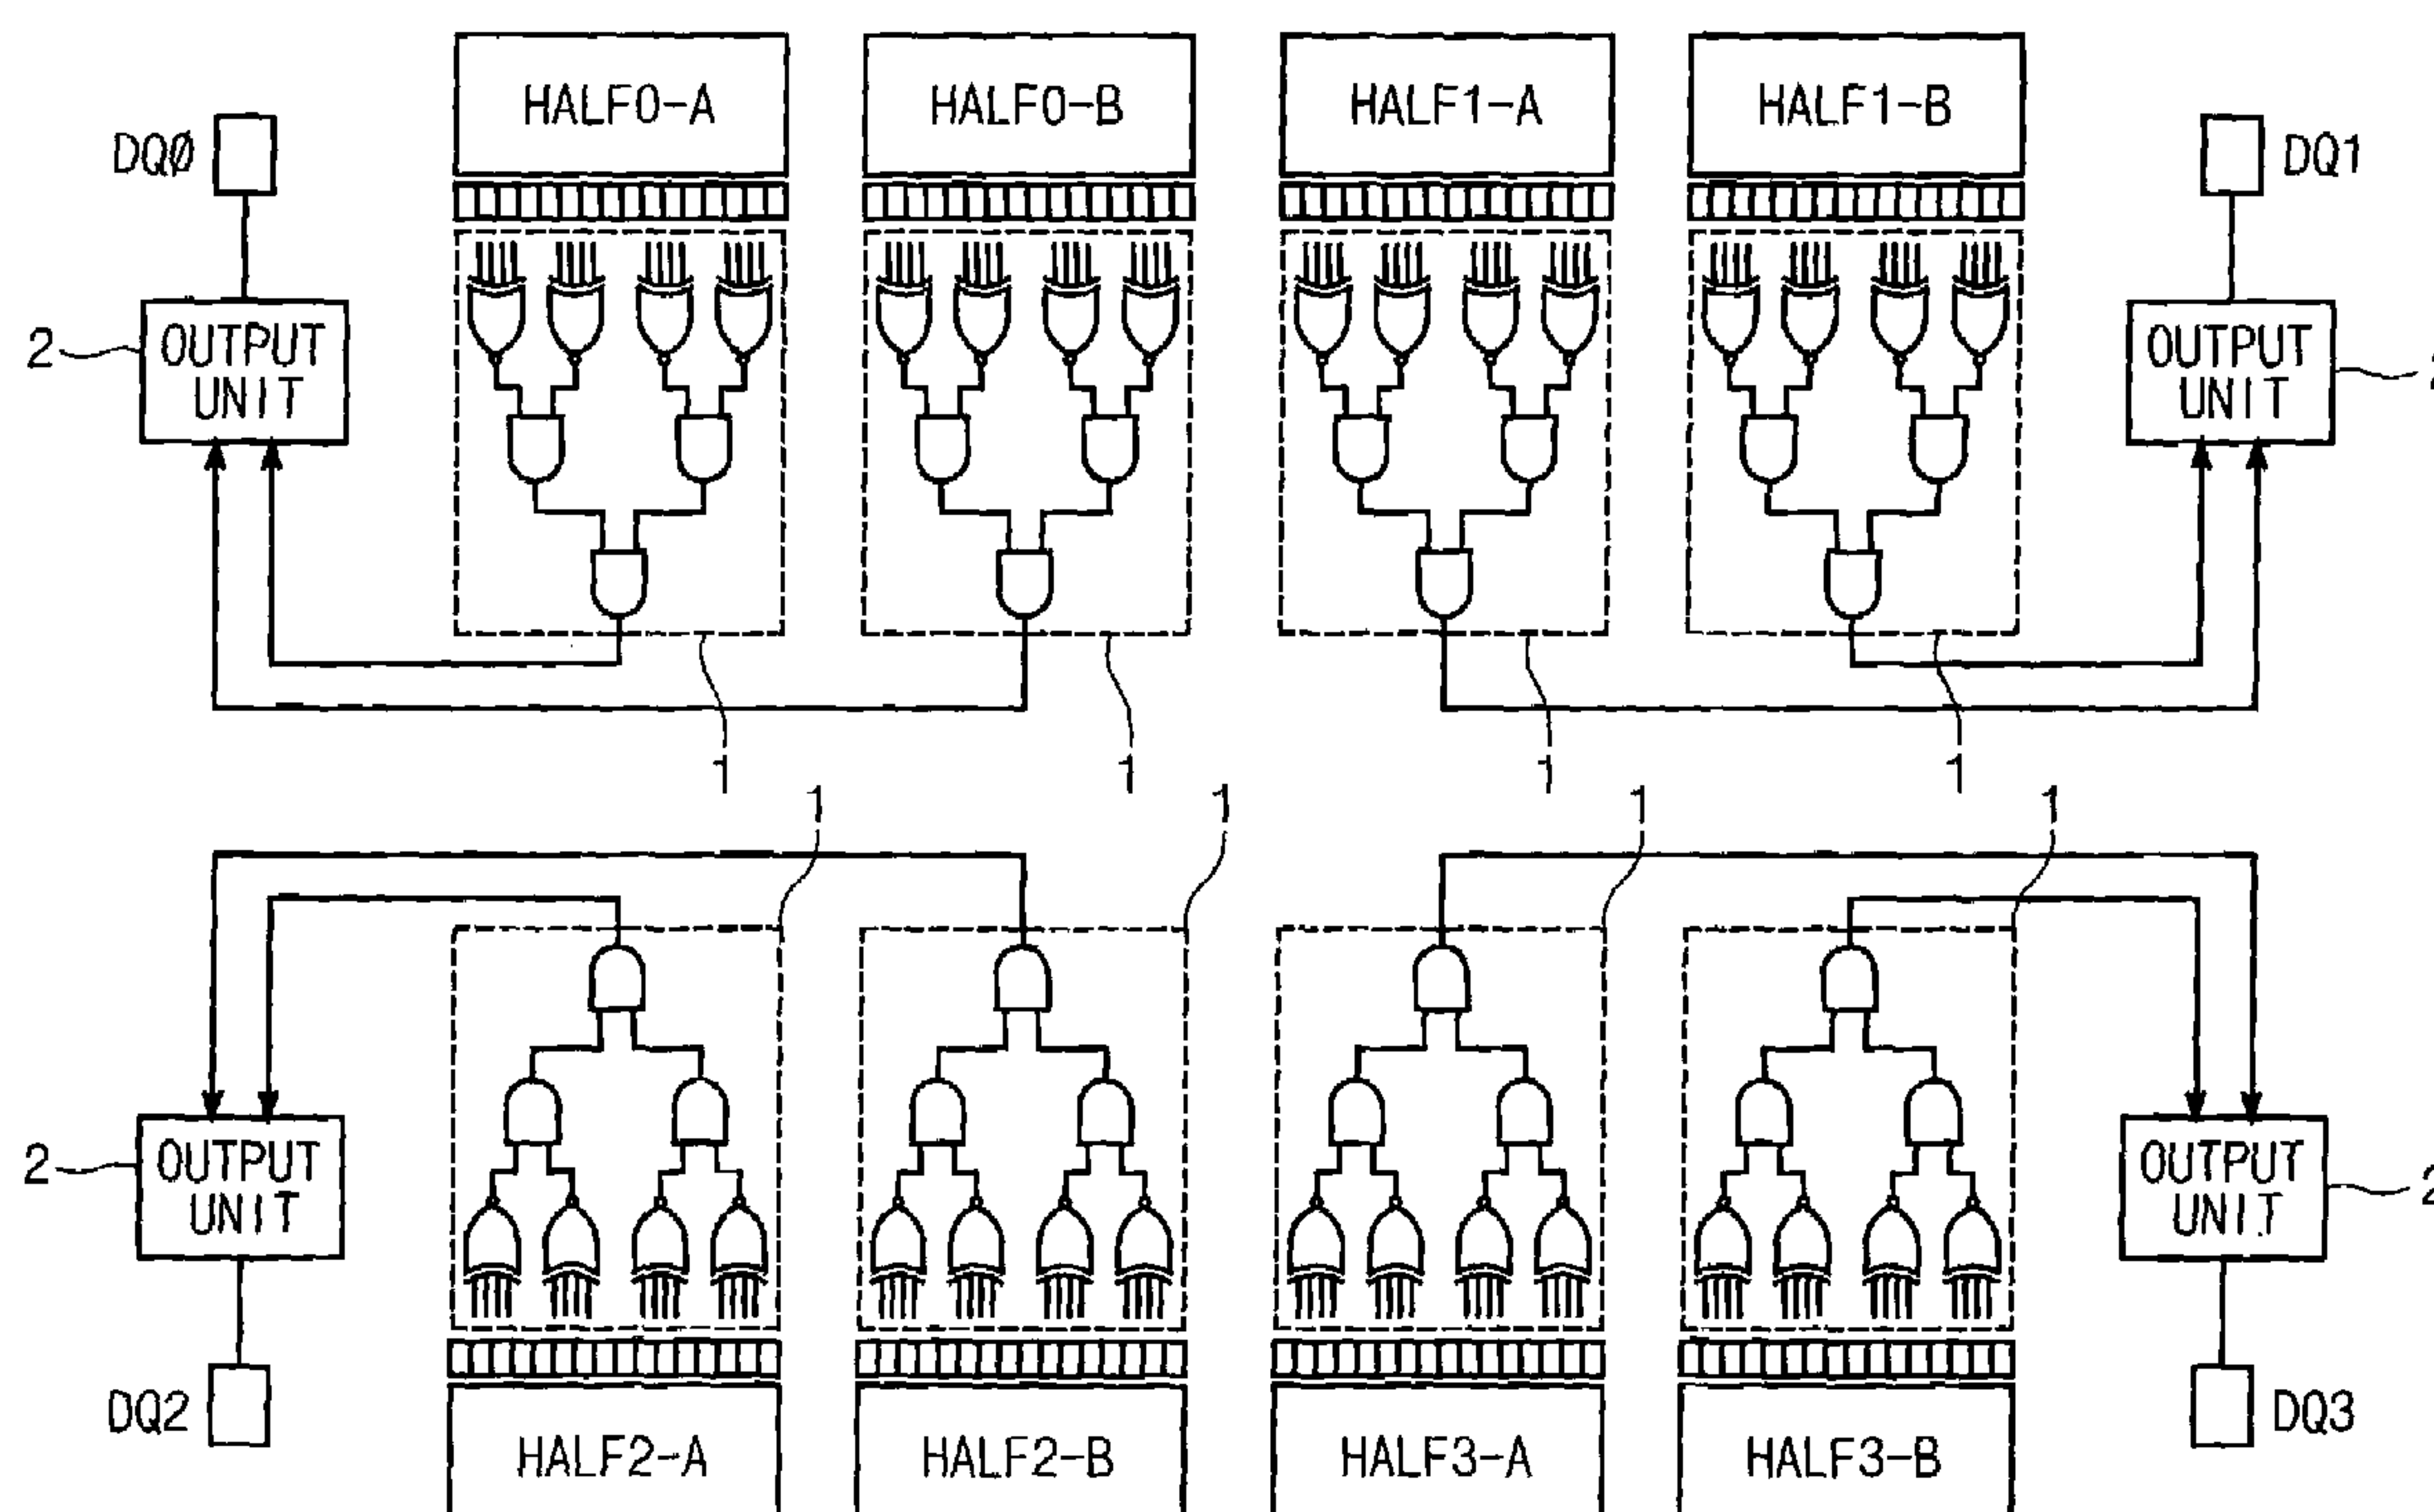 HALF0-A
HALF0-B
HALF1-A
HALF1-B
DQØ
DQ1
2
OUTPUT
UNIT
OUTPUT
UNIT
1
1
1
1
1
1
1
1
2
OUTPUT
UNIT
OUTPUT
UNIT
2
DQ2
DQ3
HALF2-A
HALF2-B
HALF3-A
HALF3-B